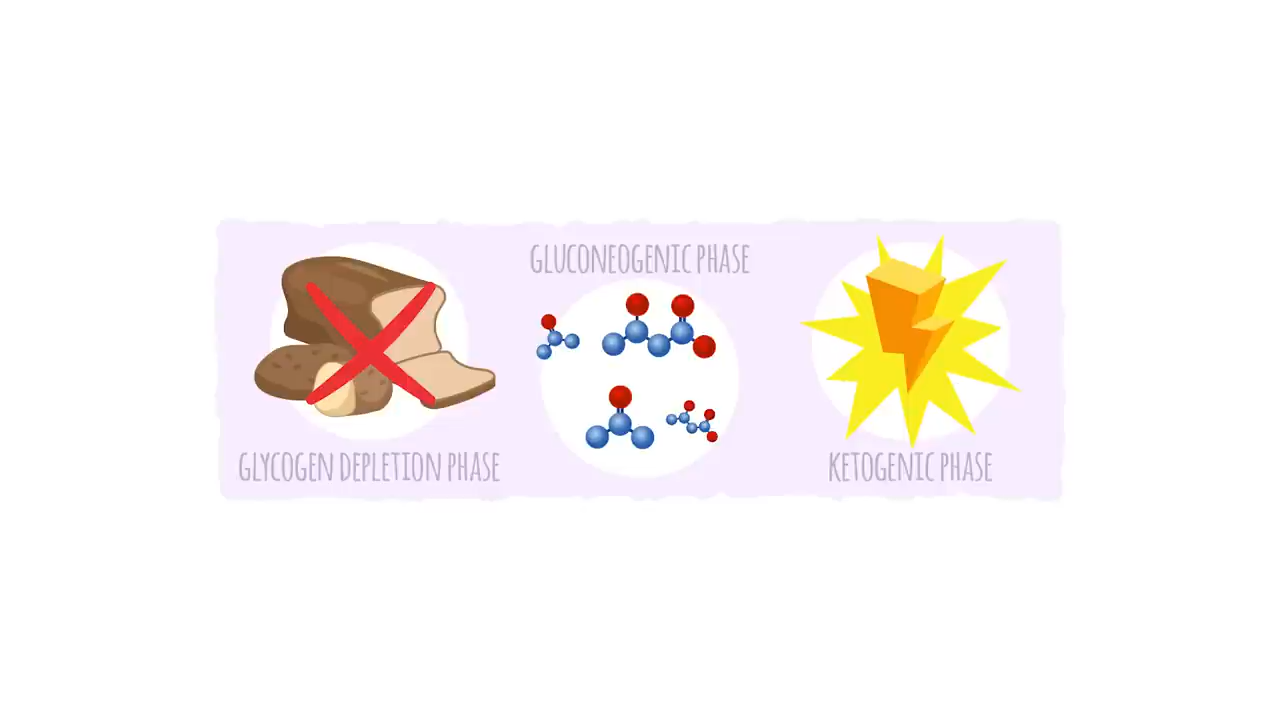 GLYCOGEN DEPLETION PHASE
GLUCONEOGENIC PHASE
KETOGENIC PHASE